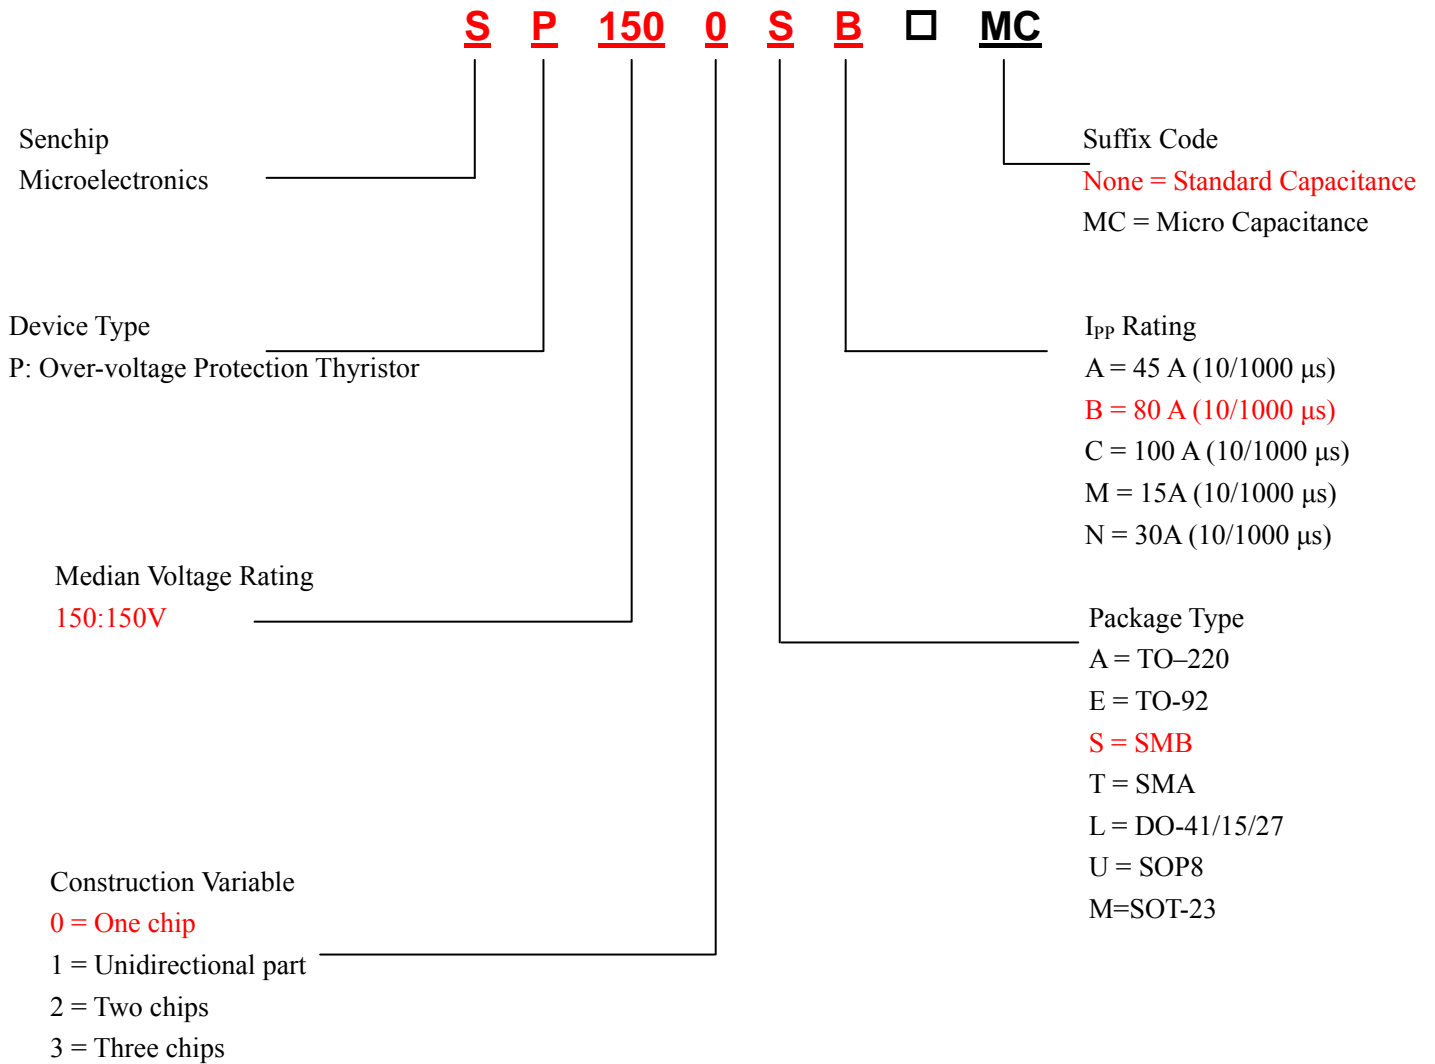 S P 150 0 S B □ MC
Senchip
Microelectronics
Suffix Code
None = Standard Capacitance
MC = Micro Capacitance
Device Type
P: Over-voltage Protection Thyristor
IPP Rating
A = 45 A (10/1000 μs)
B = 80 A (10/1000 μs)
C = 100 A (10/1000 μs)
M = 15A (10/1000 μs)
N = 30A (10/1000 μs)
Median Voltage Rating
150:150V
Package Type
A = TO–220
E = TO-92
S = SMB
T = SMA
L = DO-41/15/27
U = SOP8
M=SOT-23
Construction Variable
0 = One chip
1 = Unidirectional part
2 = Two chips
3 = Three chips